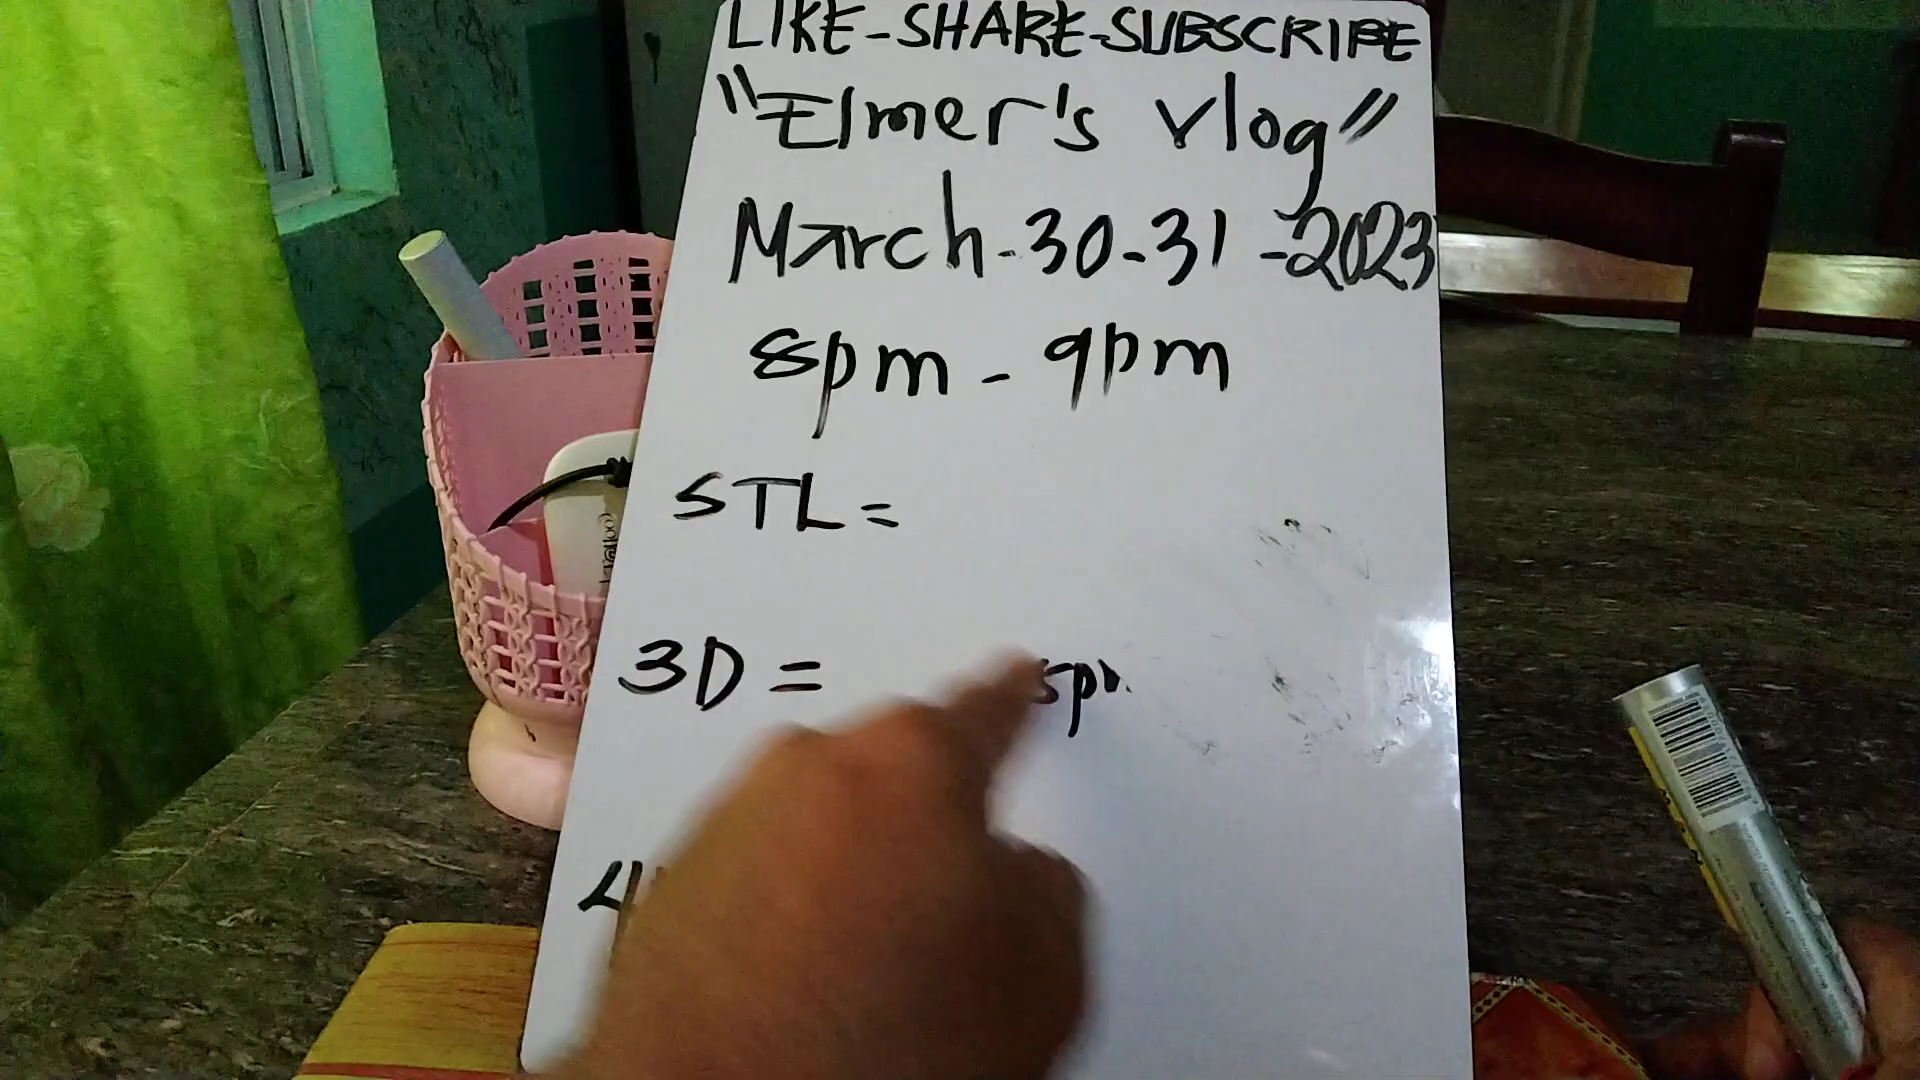 LIKE-SHARE-SUBSCRIBE
"Elmer's vlog"
March-30-31-2023
8pm - 9pm
STL=
3D =